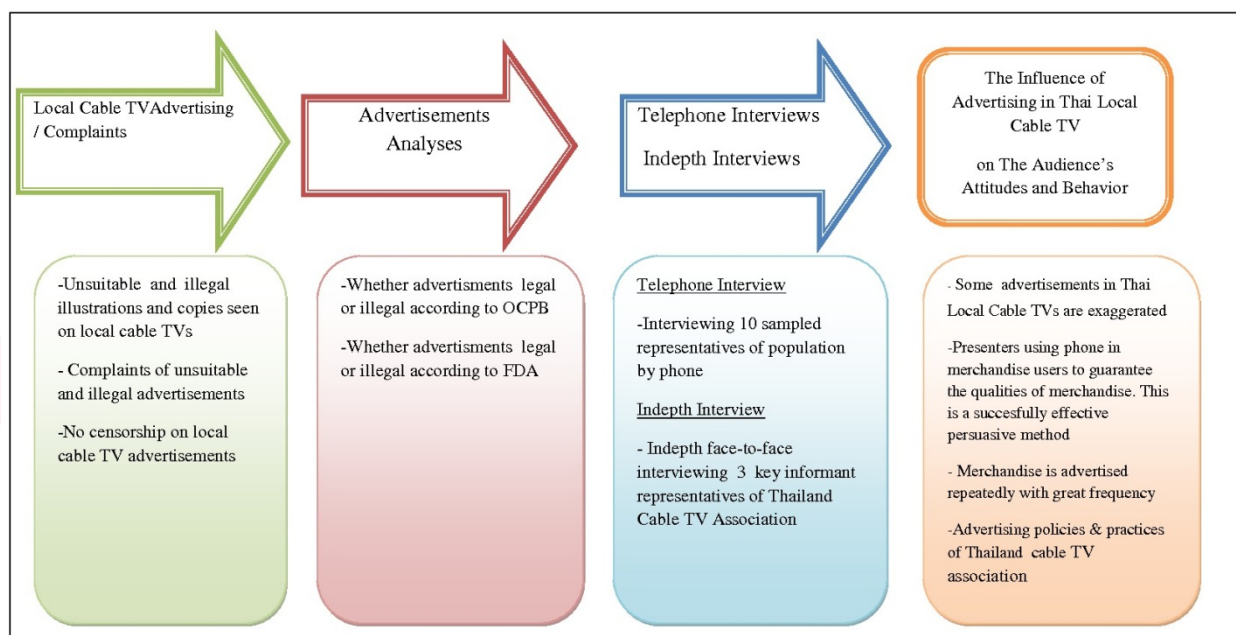 Local Cable TVAdvertising
/ Complaints
Advertisements
Analyses
Telephone Interviews
Indepth Interviews
The Influence of
Advertising in Thai Local
Cable TV
on The Audience's
Attitudes and Behavior
-Unsuitable and illegal
illustrations and copies seen
on local cable TVs
- Complaints of unsuitable
and illegal advertisements
-No censorship on local
cable TV advertisements
-Whether advertisments legal
or illegal according to OCPB
-Whether advertisments legal
or illegal according to FDA
Telephone Interview
-Interviewing 10 sampled
representatives of population
by phone
Indepth Interview
- Indepth face-to-face
interviewing 3 key informant
representatives of Thailand
Cable TV Association
- Some advertisements in Thai
Local Cable TVs are exaggerated
-Presenters using phone in
merchandise users to guarantee
the qualities of merchandise. This
is a succesfully effective
persuasive method
- Merchandise is advertised
repeatedly with great frequency
-Advertising policies & practices
of Thailand cable TV
association